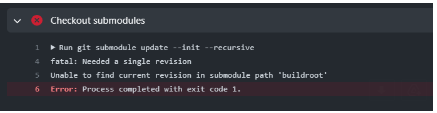 Checkout submodules
1 ▶ Run git submodule update --init --recursive
4 fatal: Needed a single revision
5 Unable to find current revision in submodule path 'buildroot'
6 Error: Process completed with exit code 1.